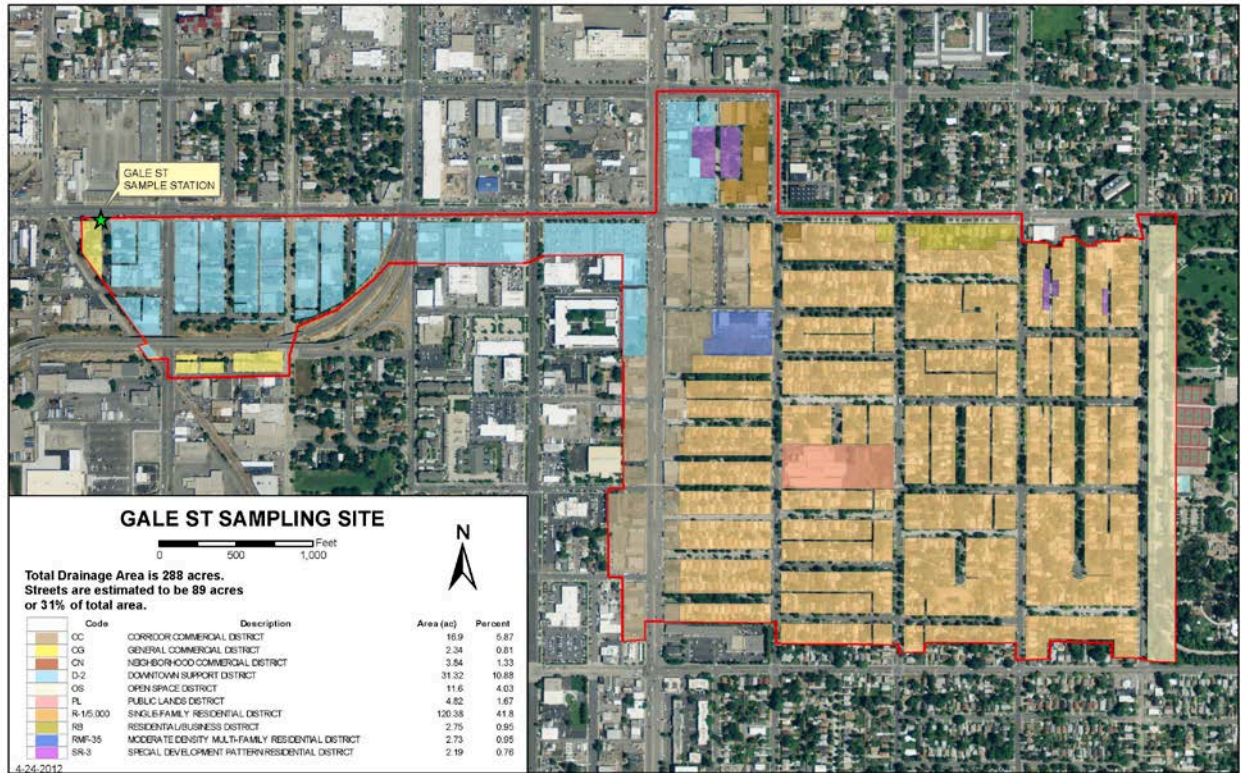 GALE ST
SAMPLE STATION
GALE ST SAMPLING SITE
N
Feet
0 500 1,000
Total Drainage Area is 288 acres.
Streets are estimated to be 89 acres
or 31% of total area.
Code Description Area (ac) Percent
CC CORRIDOR COMMERCIAL DISTRICT 16.9 5.87
CG GENERAL COMMERCIAL DISTRICT 2.34 0.81
CN NEIGHBORHOOD COMMERCIAL DISTRICT 3.84 1.33
D-2 DOWNTOWN SUPPORT DISTRICT 31.32 10.88
OS OPEN SPACE DISTRICT 11.6 4.03
PL PUBLIC LANDS DISTRICT 4.82 1.67
R-1/5,000 SINGLE-FAMILY RESIDENTIAL DISTRICT 120.38 41.8
RB RESIDENTIAL/BUSINESS DISTRICT 2.75 0.95
RMF-35 MODERATE DENSITY MULTI-FAMILY RESIDENTIAL DISTRICT 2.73 0.95
SR-3 SPECIAL DEVELOPMENT PATTERN RESIDENTIAL DISTRICT 2.19 0.76
4-24-2012